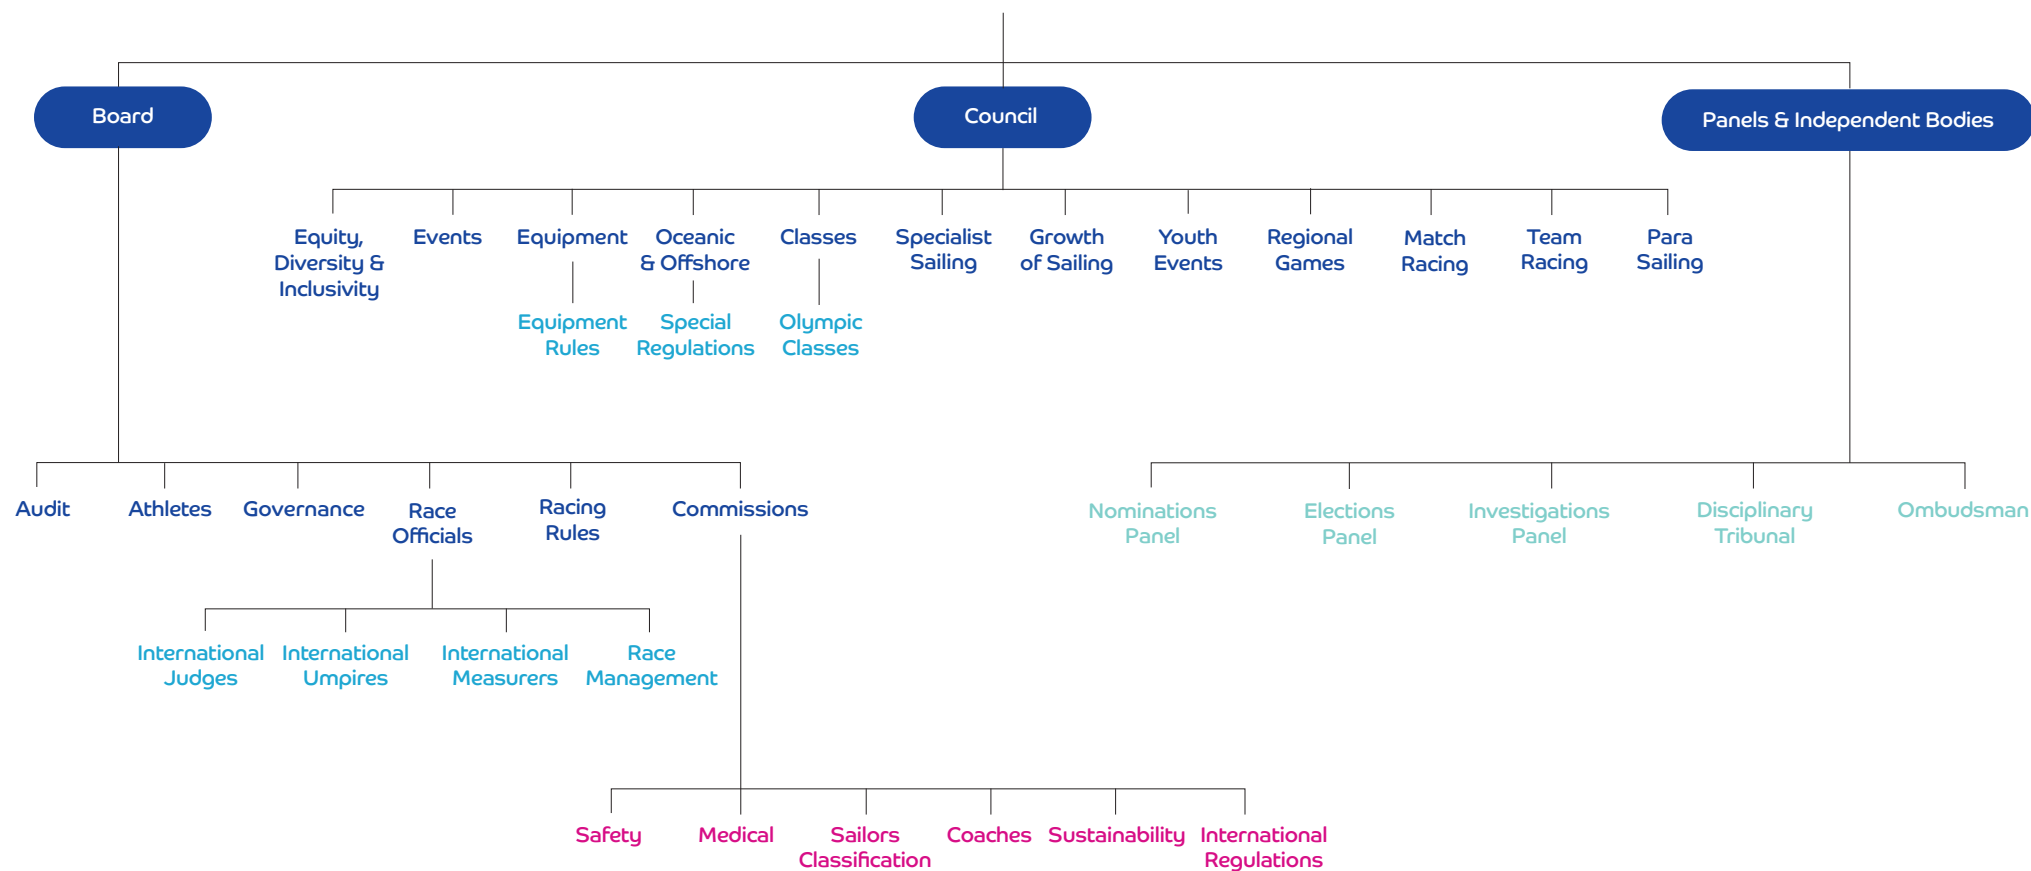 Board
Council
Panels & Independent Bodies
Equity,
Diversity &
Inclusivity
Events
Equipment
Oceanic
& Offshore
Classes
Specialist
Sailing
Growth
of Sailing
Youth
Events
Regional
Games
Match
Racing
Team
Racing
Para
Sailing
Equipment
Rules
Special
Regulations
Olympic
Classes
Audit
Athletes
Governance
Race
Officials
Racing
Rules
Commissions
Nominations
Panel
Elections
Panel
Investigations
Panel
Disciplinary
Tribunal
Ombudsman
International
Judges
International
Umpires
International
Measurers
Race
Management
Safety
Medical
Sailors
Classification
Coaches
Sustainability
International
Regulations